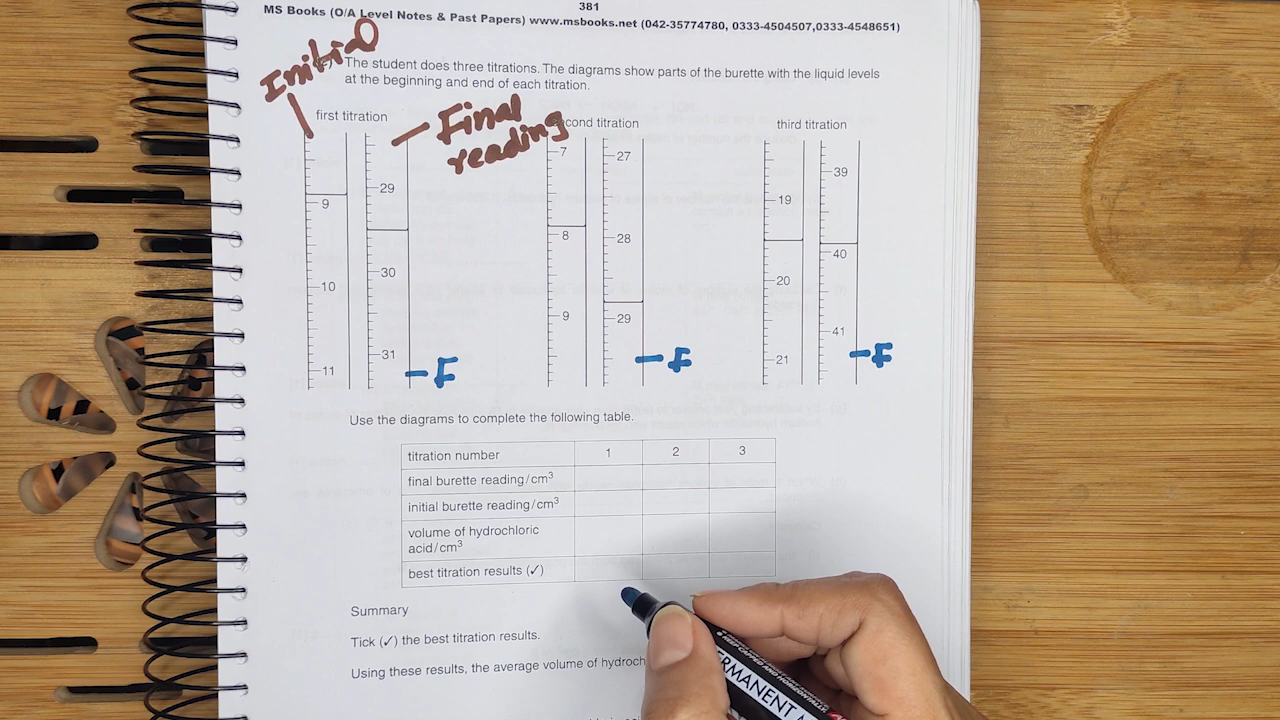 381
MS Books (O/A Level Notes & Past Papers) www.msbooks.net (042-35774780, 0333-4504507,0333-4548651)
Initial
The student does three titrations. The diagrams show parts of the burette with the liquid levels
at the beginning and end of each titration.
first titration
Final
reading
second titration
third titration
9
10
11
29
30
31
F
7
8
9
27
28
29
F
19
20
21
39
40
41
F
Use the diagrams to complete the following table.
titration number 1 2 3
final burette reading/cm³
initial burette reading/cm³
volume of hydrochloric
acid/cm³
best titration results (✓)
Summary
Tick (✓) the best titration results.
Using these results, the average volume of
PERMANENT